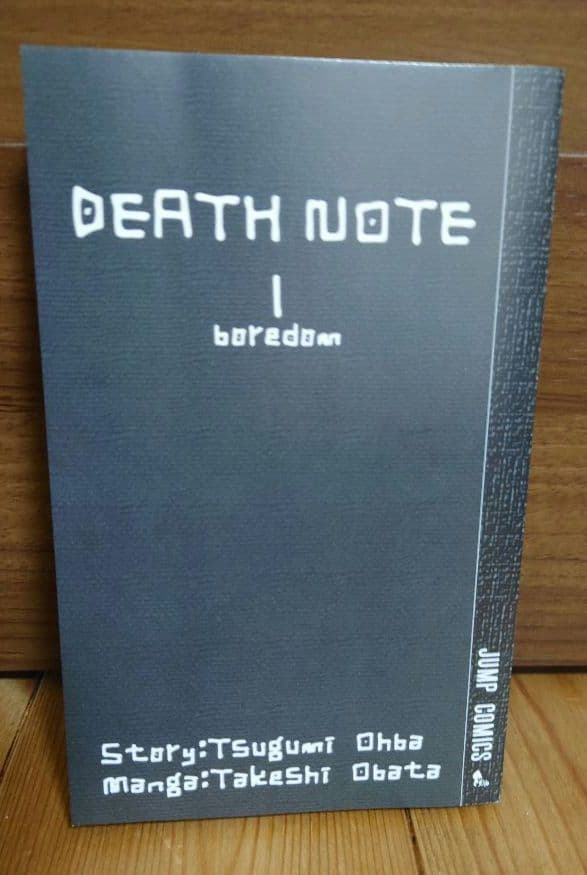 DEATH NOTE
1
boredom
Story:Tsugumi Ohba
Manga:Takeshi Obata
JUMP COMICS